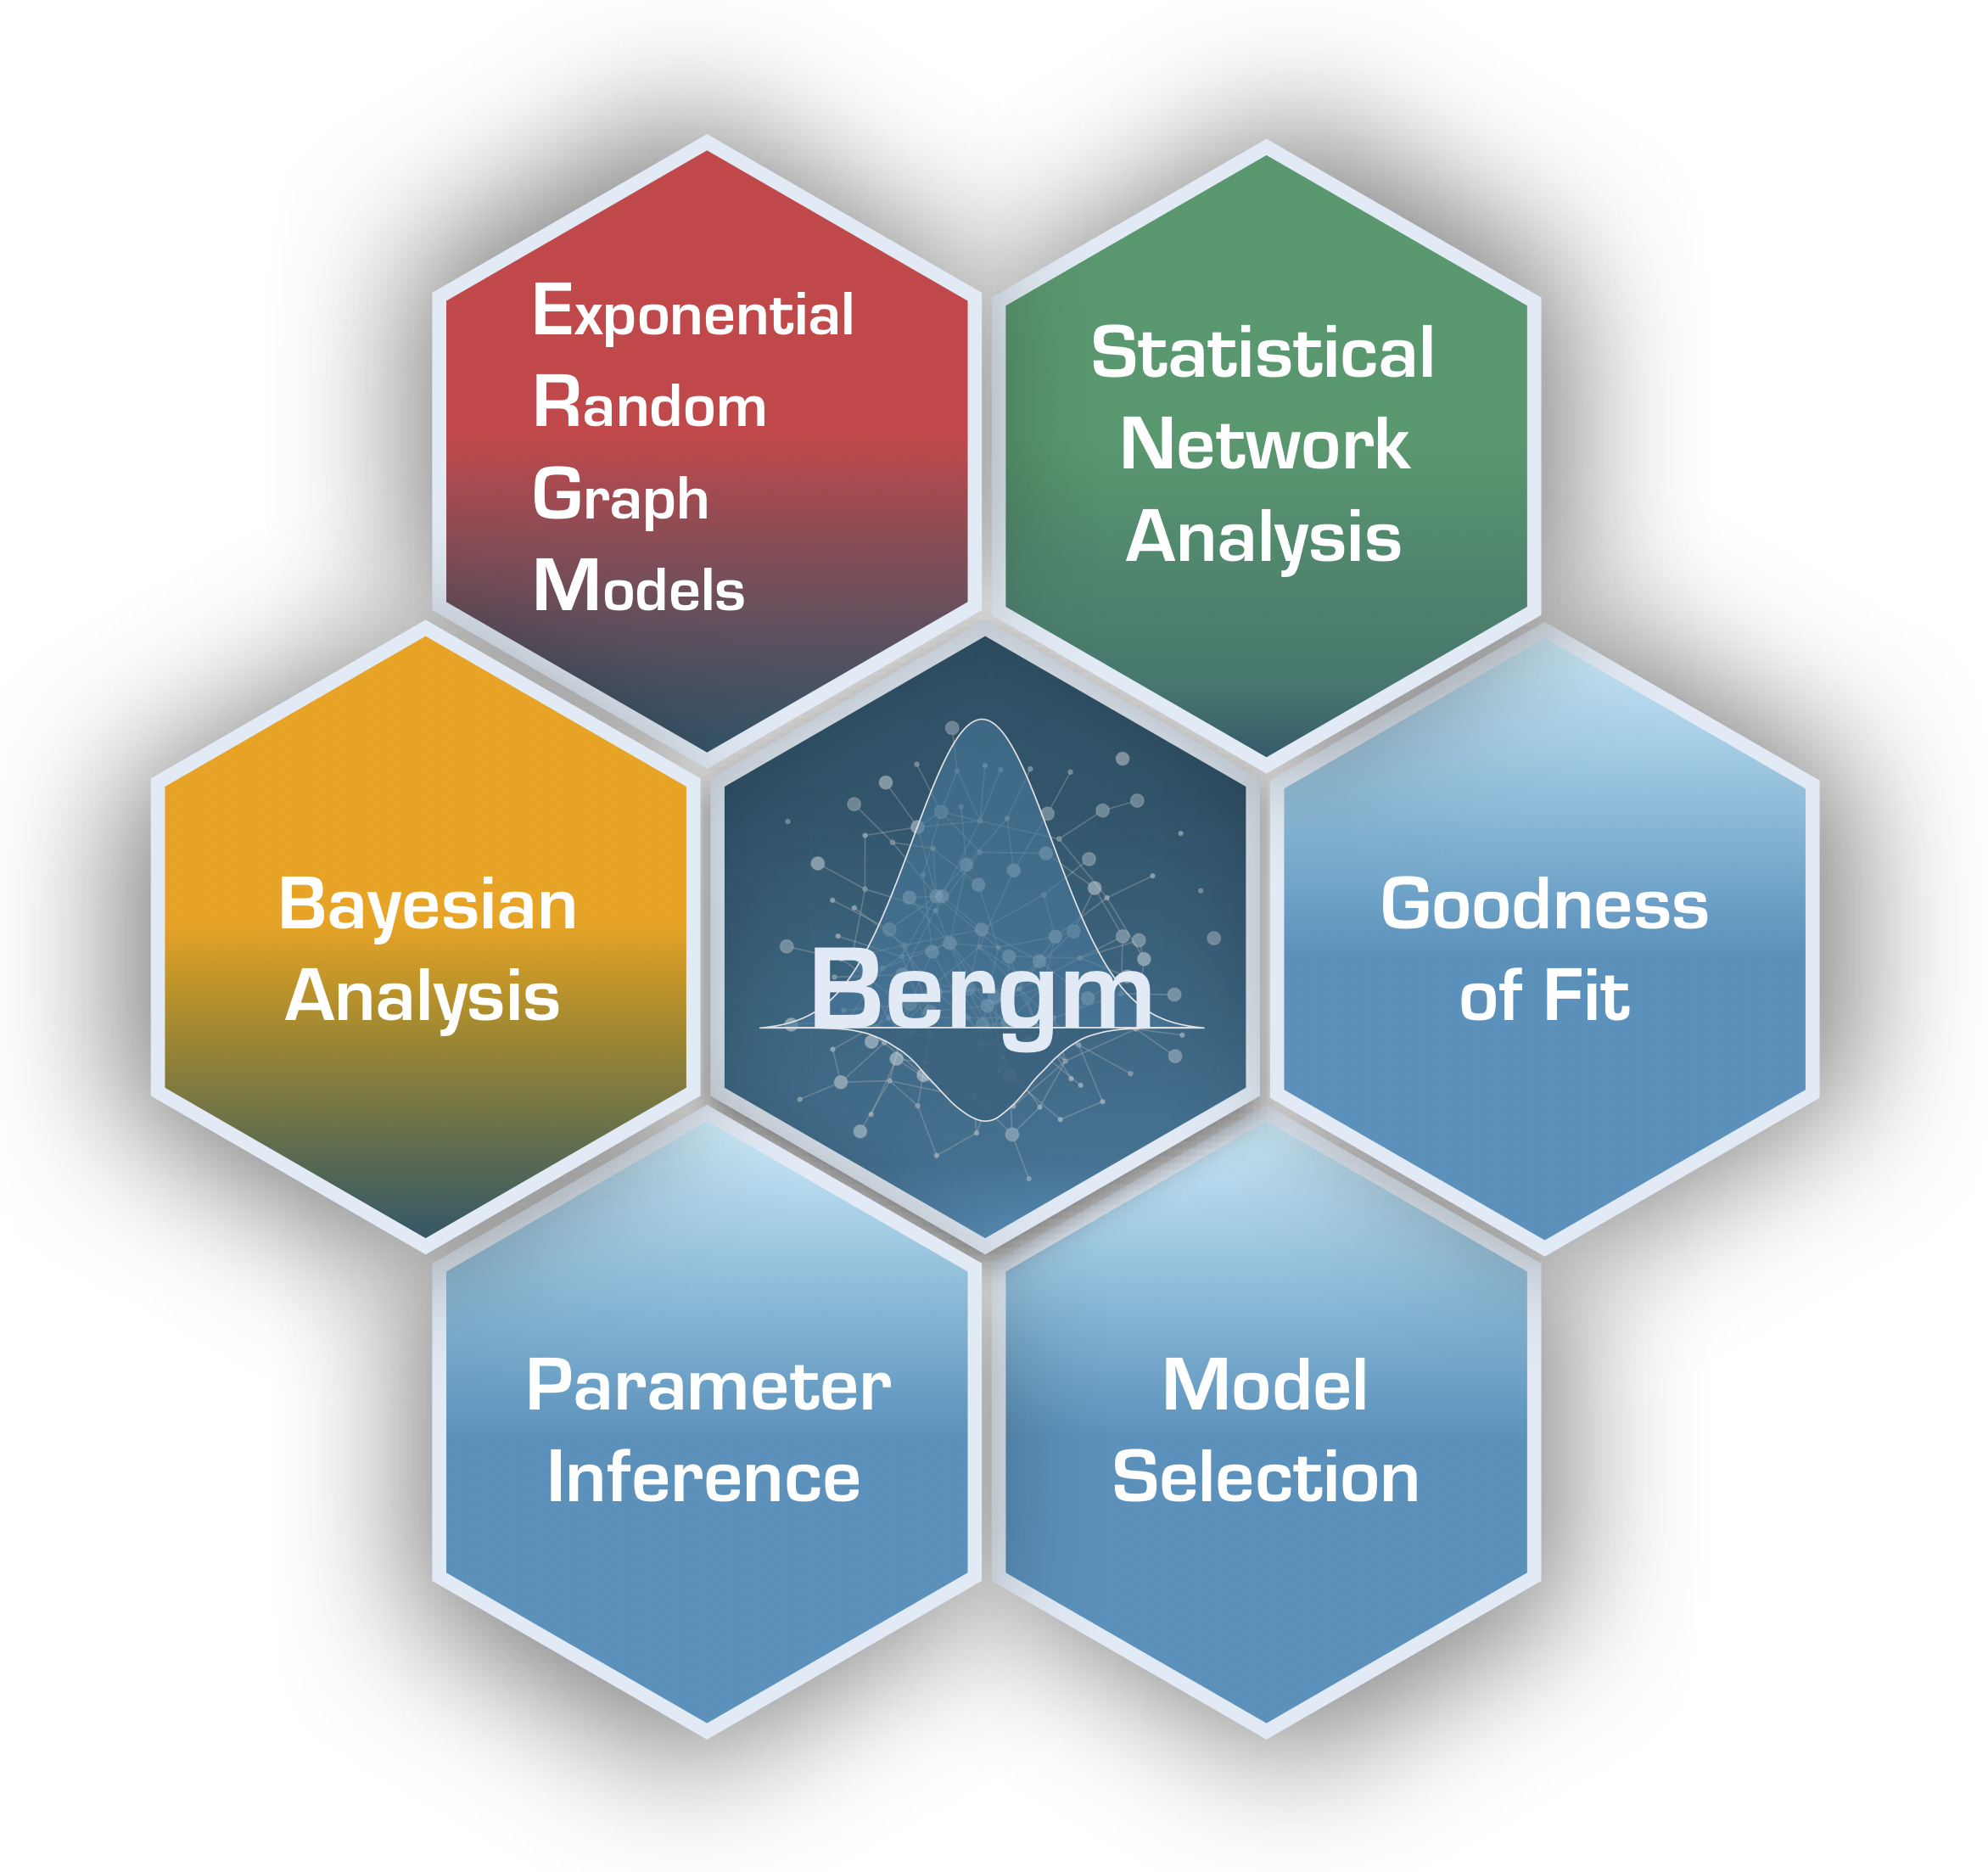 Exponential
Random
Graph
Models
Statistical
Network
Analysis
Bayesian
Analysis
Bergm
Goodness
of Fit
Parameter
Inference
Model
Selection